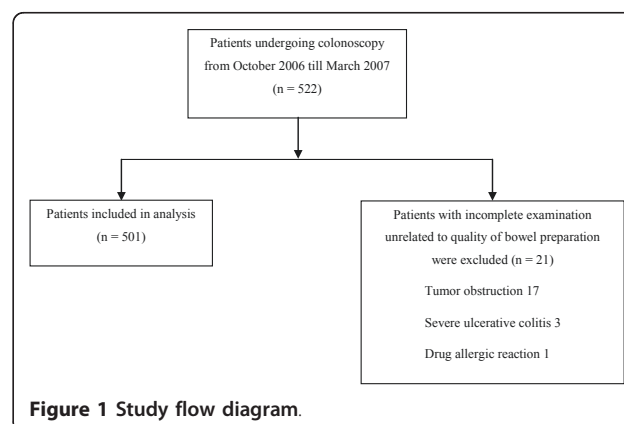 Patients undergoing colonoscopy
from October 2006 till March 2007
(n = 522)
Patients included in analysis
(n = 501)
Patients with incomplete examination
unrelated to quality of bowel preparation
were excluded (n = 21)
Tumor obstruction 17
Severe ulcerative colitis 3
Drug allergic reaction 1
Figure 1 Study flow diagram.